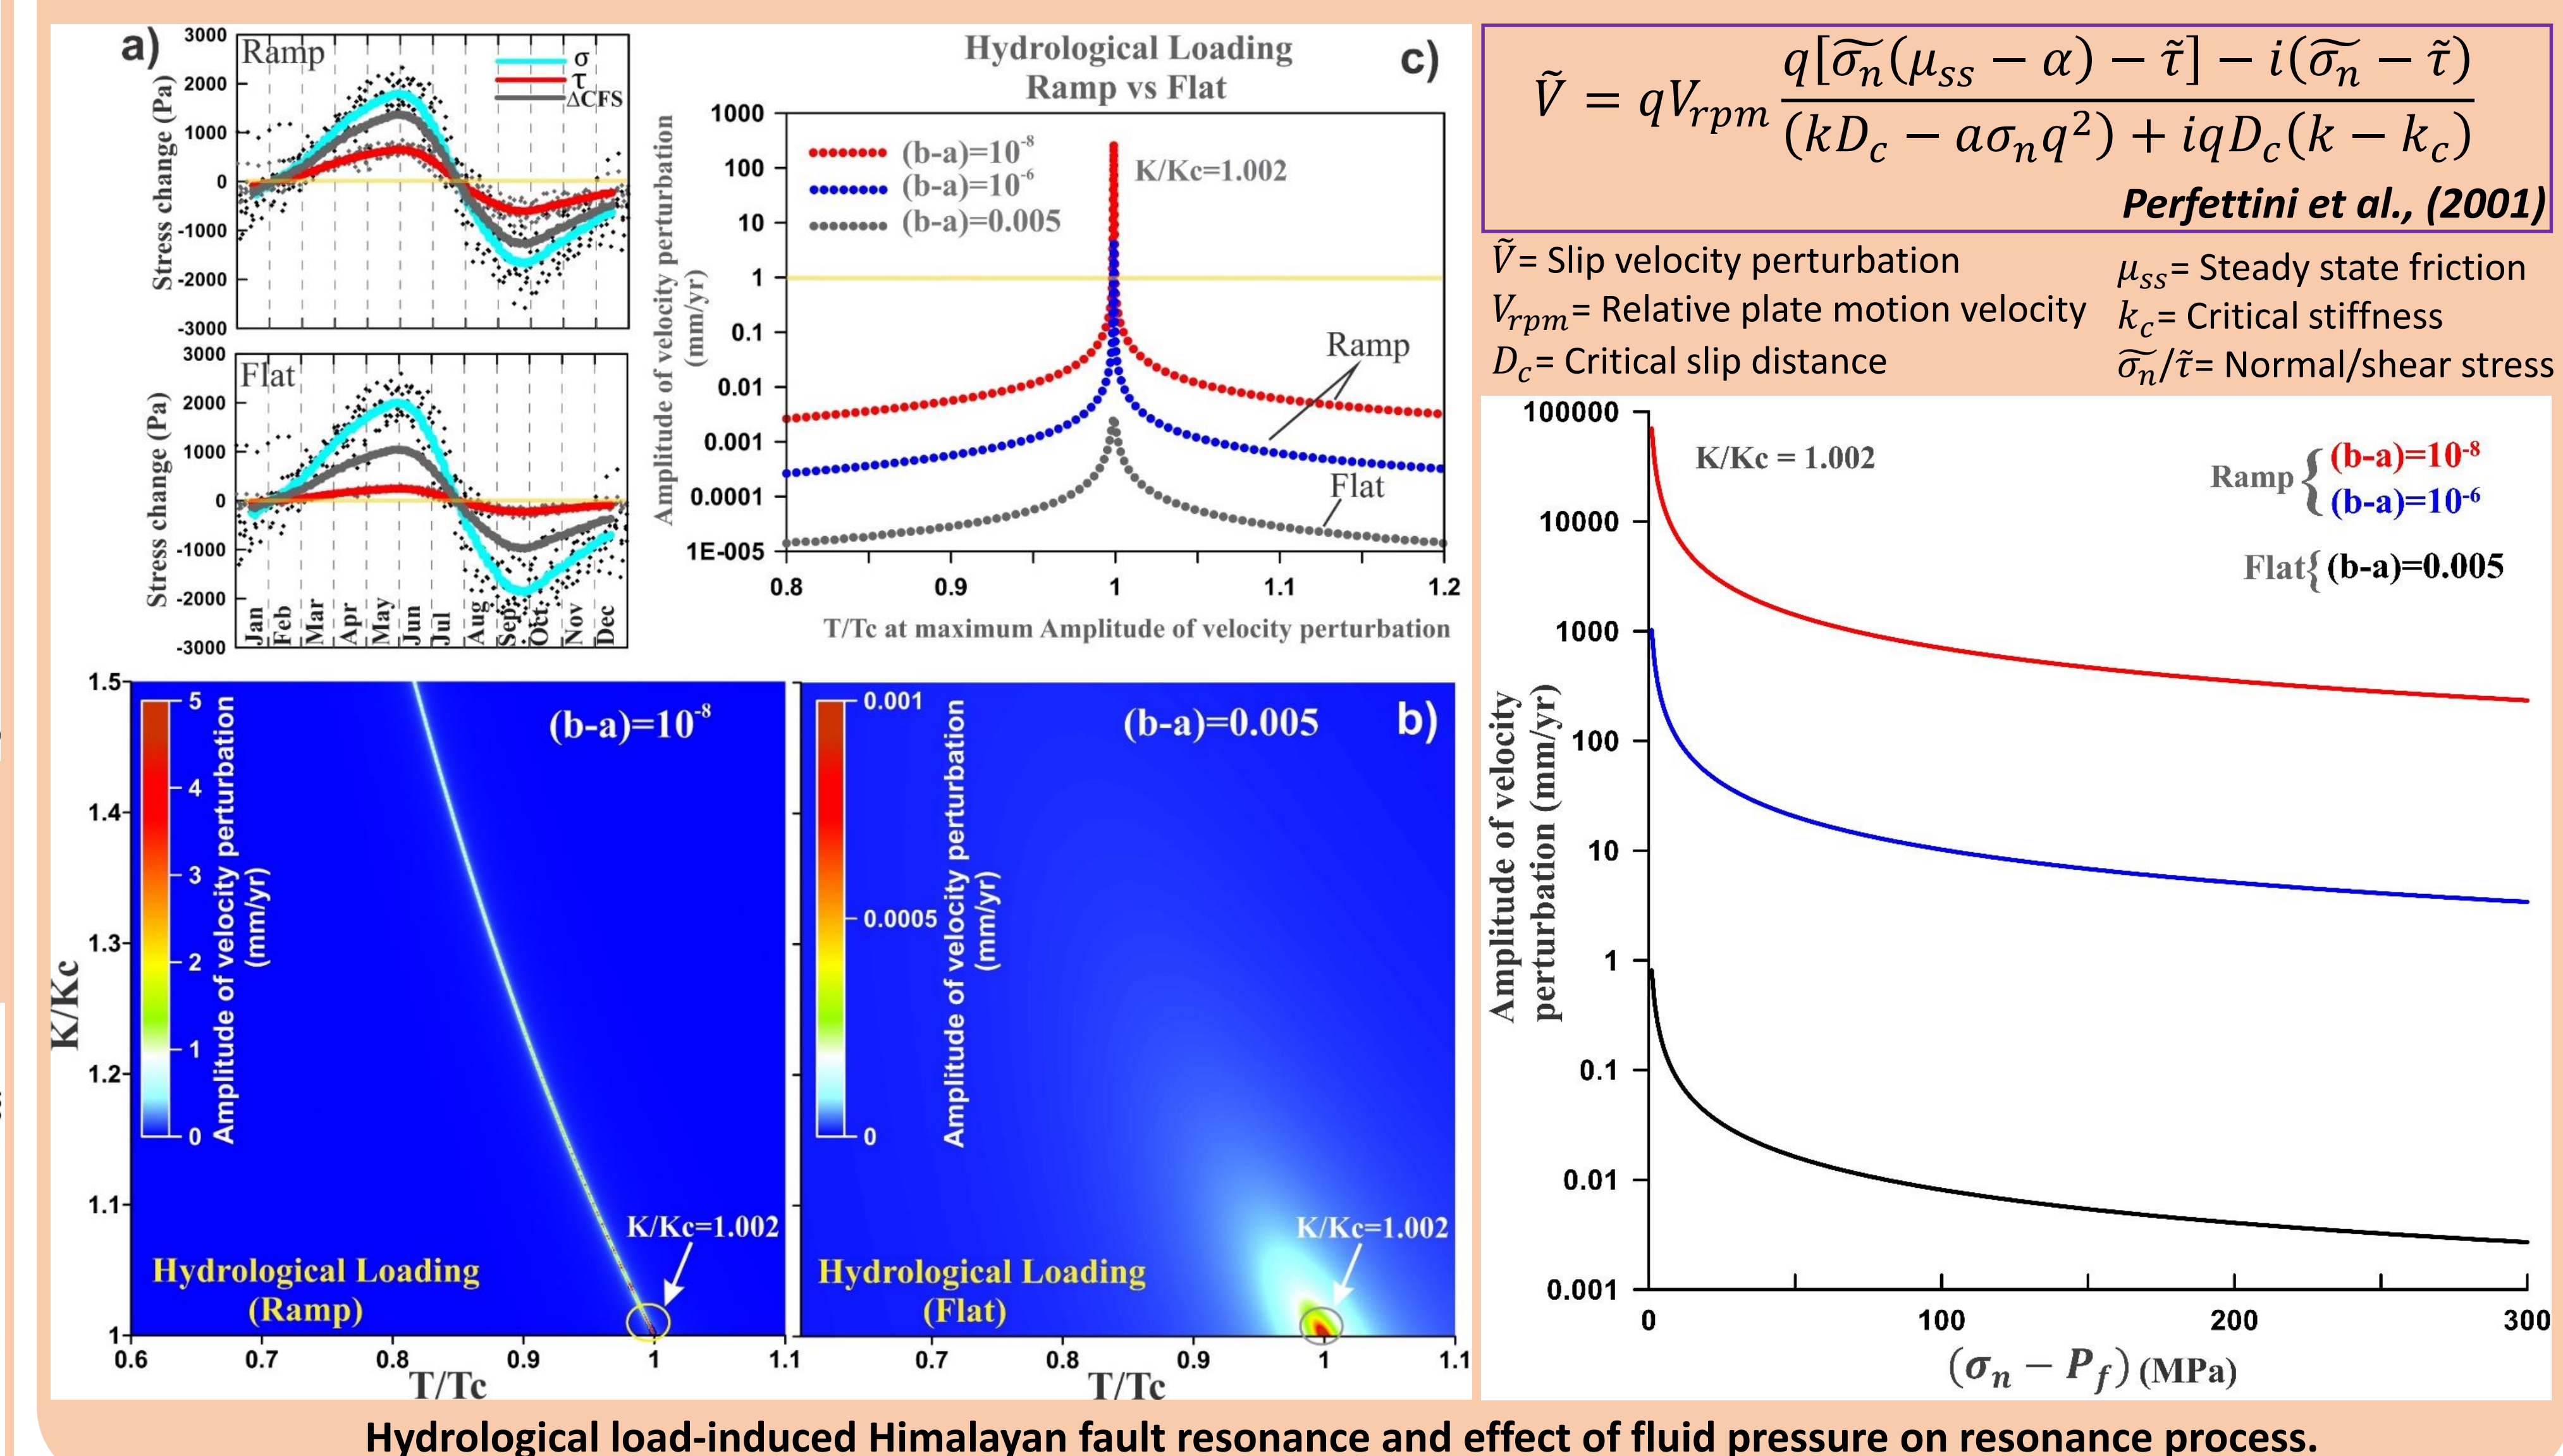 a)
Ramp
σ
τ
ΔCFS
Stress change (Pa)
3000
2000
1000
0
-1000
-2000
-3000
Flat
Stress change (Pa)
3000
2000
1000
0
-1000
-2000
-3000
Jan Feb Mar Apr May Jun Jul Aug Sep Oct Nov Dec
c)
Hydrological Loading
Ramp vs Flat
Amplitude of velocity perturbation
(mm/yr)
1000
100
10
1
0.1
0.01
0.001
0.0001
1E-005
(b-a)=10⁻⁸
(b-a)=10⁻⁶
(b-a)=0.005
K/Kc=1.002
Ramp
Flat
0.8 0.9 1 1.1 1.2
T/Tc at maximum Amplitude of velocity perturbation
K/Kc
1.5
1.4
1.3
1.2
1.1
1
5
4
3
2
1
0
Amplitude of velocity perturbation
(mm/yr)
(b-a)=10⁻⁸
K/Kc=1.002
Hydrological Loading
(Ramp)
0.6 0.7 0.8 0.9 1 1.1
T/Tc
b)
(b-a)=0.005
0.001
0.0005
0
Amplitude of velocity perturbation
(mm/yr)
K/Kc=1.002
Hydrological Loading
(Flat)
0.7 0.8 0.9 1 1.1
T/Tc
Ṽ = qV_rpm (q[σ̃_n(μ_ss − α) − τ̃] − i(σ̃_n − τ̃)) / ((kD_c − aσ_nq²) + iqD_c(k − k_c))
Perfettini et al., (2001)
Ṽ= Slip velocity perturbation
V_rpm= Relative plate motion velocity
D_c= Critical slip distance
μ_ss= Steady state friction
k_c= Critical stiffness
σ̃_n/τ̃= Normal/shear stress
K/Kc = 1.002
Ramp { (b-a)=10⁻⁸
(b-a)=10⁻⁶
Flat{ (b-a)=0.005
Amplitude of velocity
perturbation (mm/yr)
100000
10000
1000
100
10
1
0.1
0.01
0.001
0 100 200 300
(σ_n − P_f) (MPa)
Hydrological load-induced Himalayan fault resonance and effect of fluid pressure on resonance process.